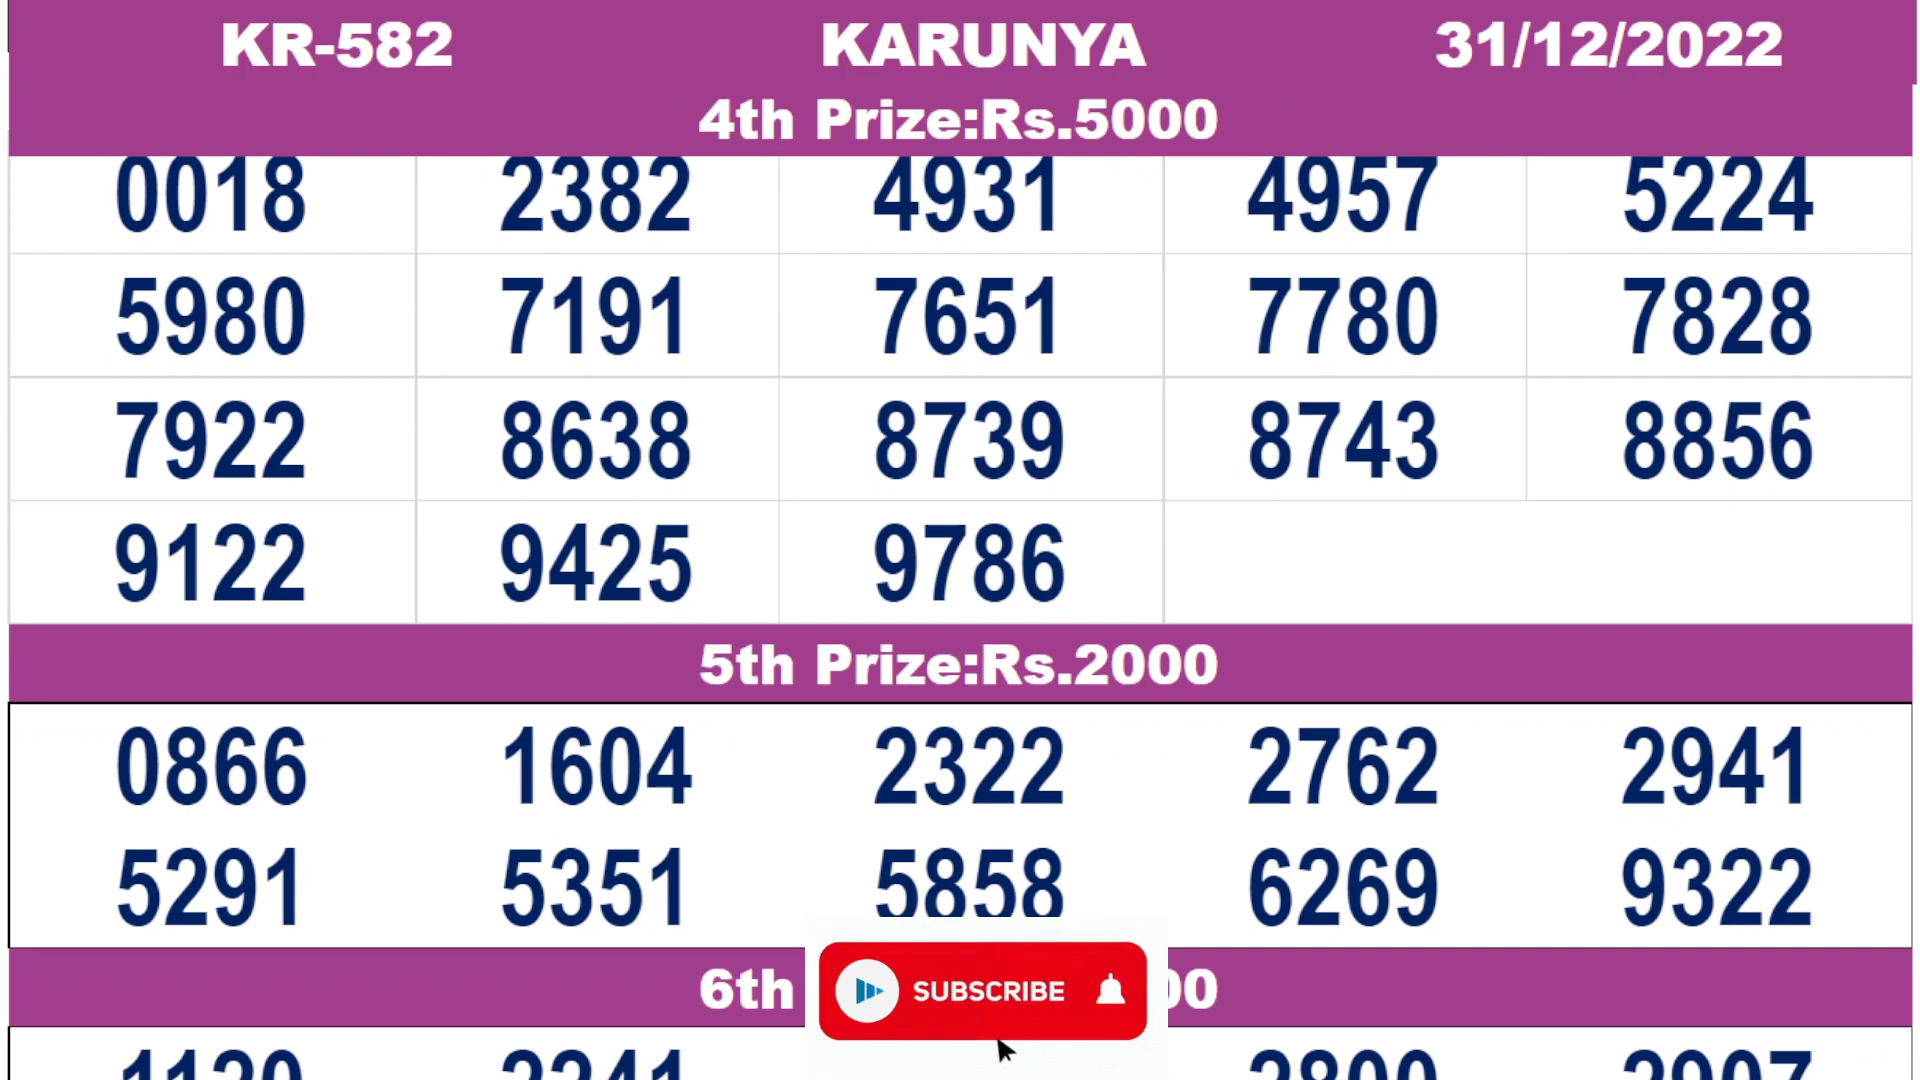 KR-582 KARUNYA 31/12/2022
4th Prize:Rs.5000
0018 2382 4931 4957 5224
5980 7191 7651 7780 7828
7922 8638 8739 8743 8856
9122 9425 9786
5th Prize:Rs.2000
0866 1604 2322 2762 2941
5291 5351 5858 6269 9322
6th 00
SUBSCRIBE